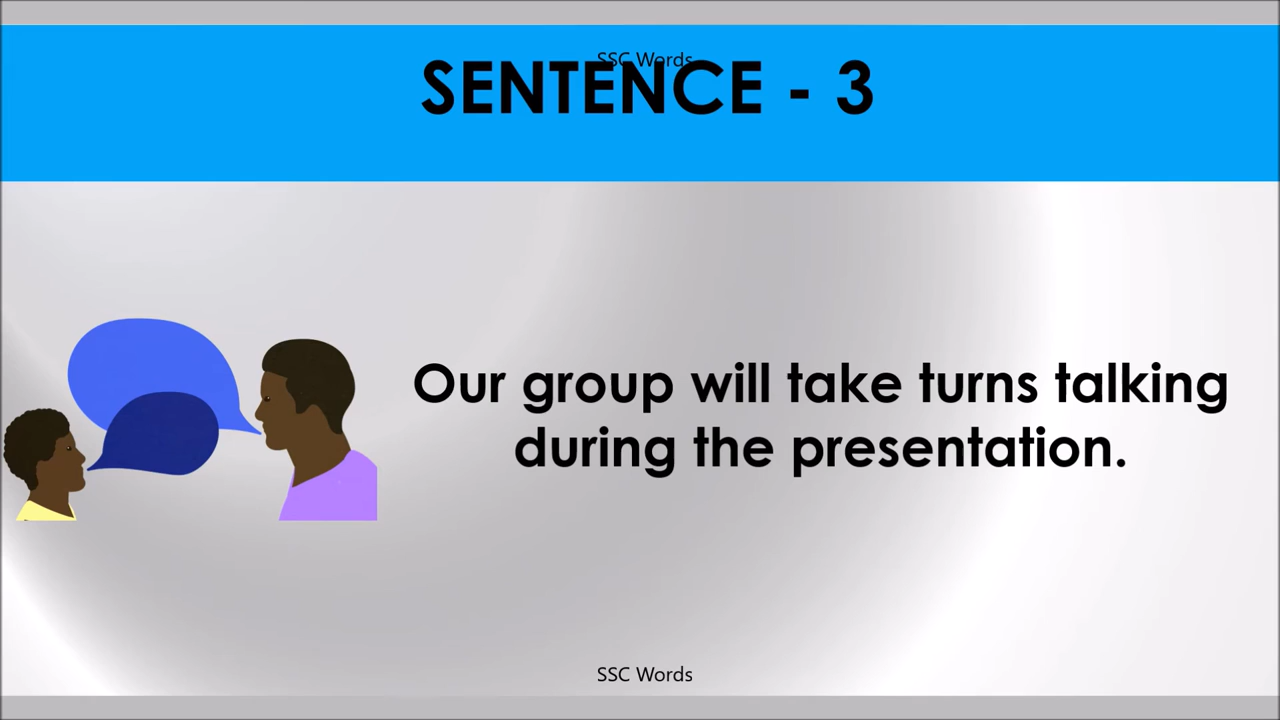 SSC Words
SENTENCE - 3
Our group will take turns talking
during the presentation.
SSC Words